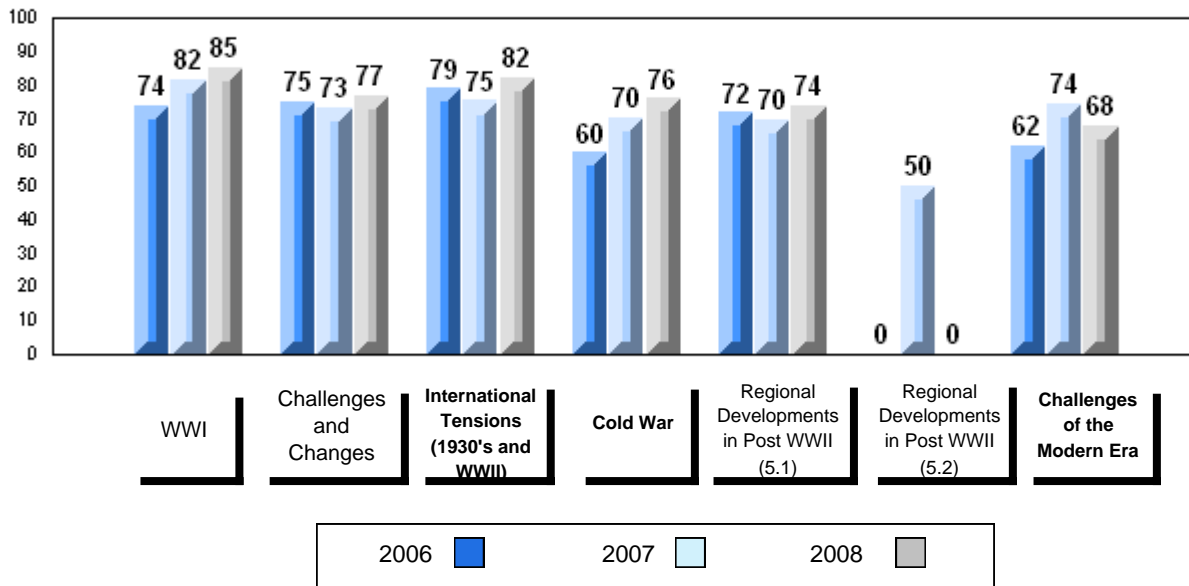 100
90
80
70
60
50
40
30
20
10
0
74 82 85
75 73 77
79 75 82
60 70 76
72 70 74
0 50 0
62 74 68
WWI
Challenges
and
Changes
International
Tensions
(1930's and
WWII)
Cold War
Regional
Developments
in Post WWII
(5.1)
Regional
Developments
in Post WWII
(5.2)
Challenges
of the
Modern Era
2006 2007 2008